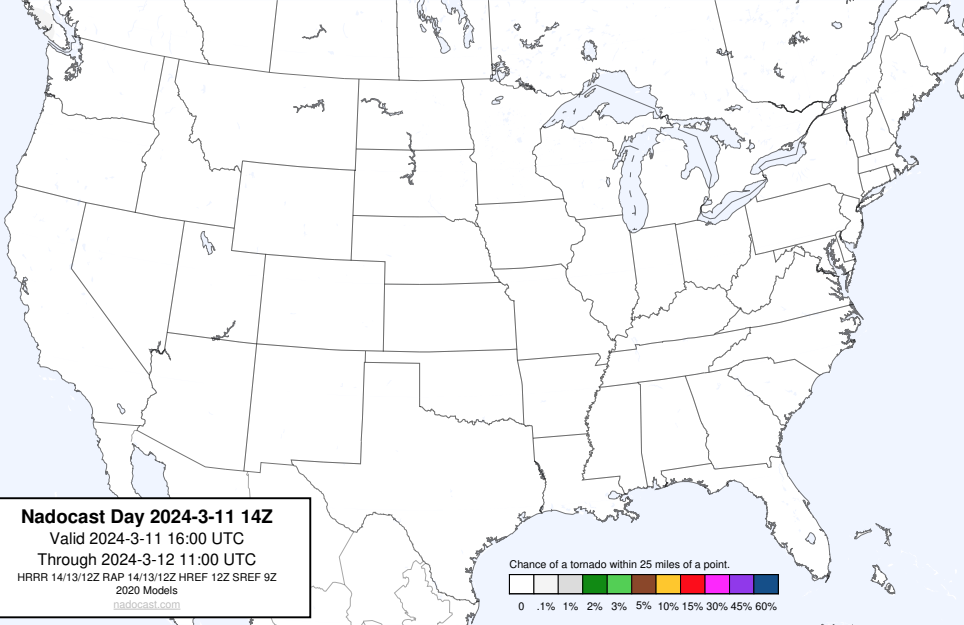 Nadocast Day 2024-3-11 14Z
Valid 2024-3-11 16:00 UTC
Through 2024-3-12 11:00 UTC
HRRR 14/13/12Z RAP 14/13/12Z HREF 12Z SREF 9Z
2020 Models
nadocast.com
Chance of a tornado within 25 miles of a point.
0 .1% 1% 2% 3% 5% 10% 15% 30% 45% 60%